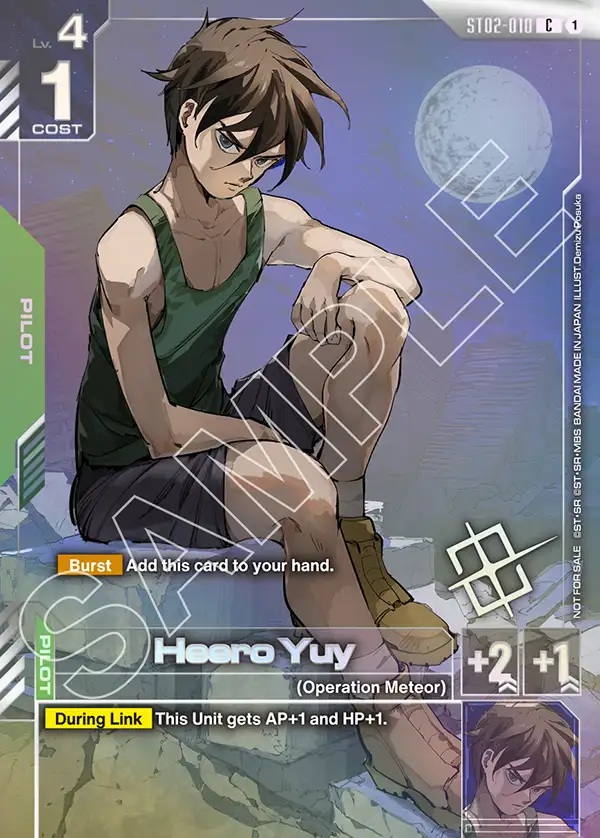 Lv. 4
1
COST
ST02-010 C 1
PILOT
SAMPLE
NOT FOR SALE ©ST·SR ©ST·SR·MBS BANDAI MADE IN JAPAN ILLUST.Demizu Posuka
Burst Add this card to your hand.
PILOT
Heero Yuy
+2 +1
(Operation Meteor)
During Link This Unit gets AP+1 and HP+1.